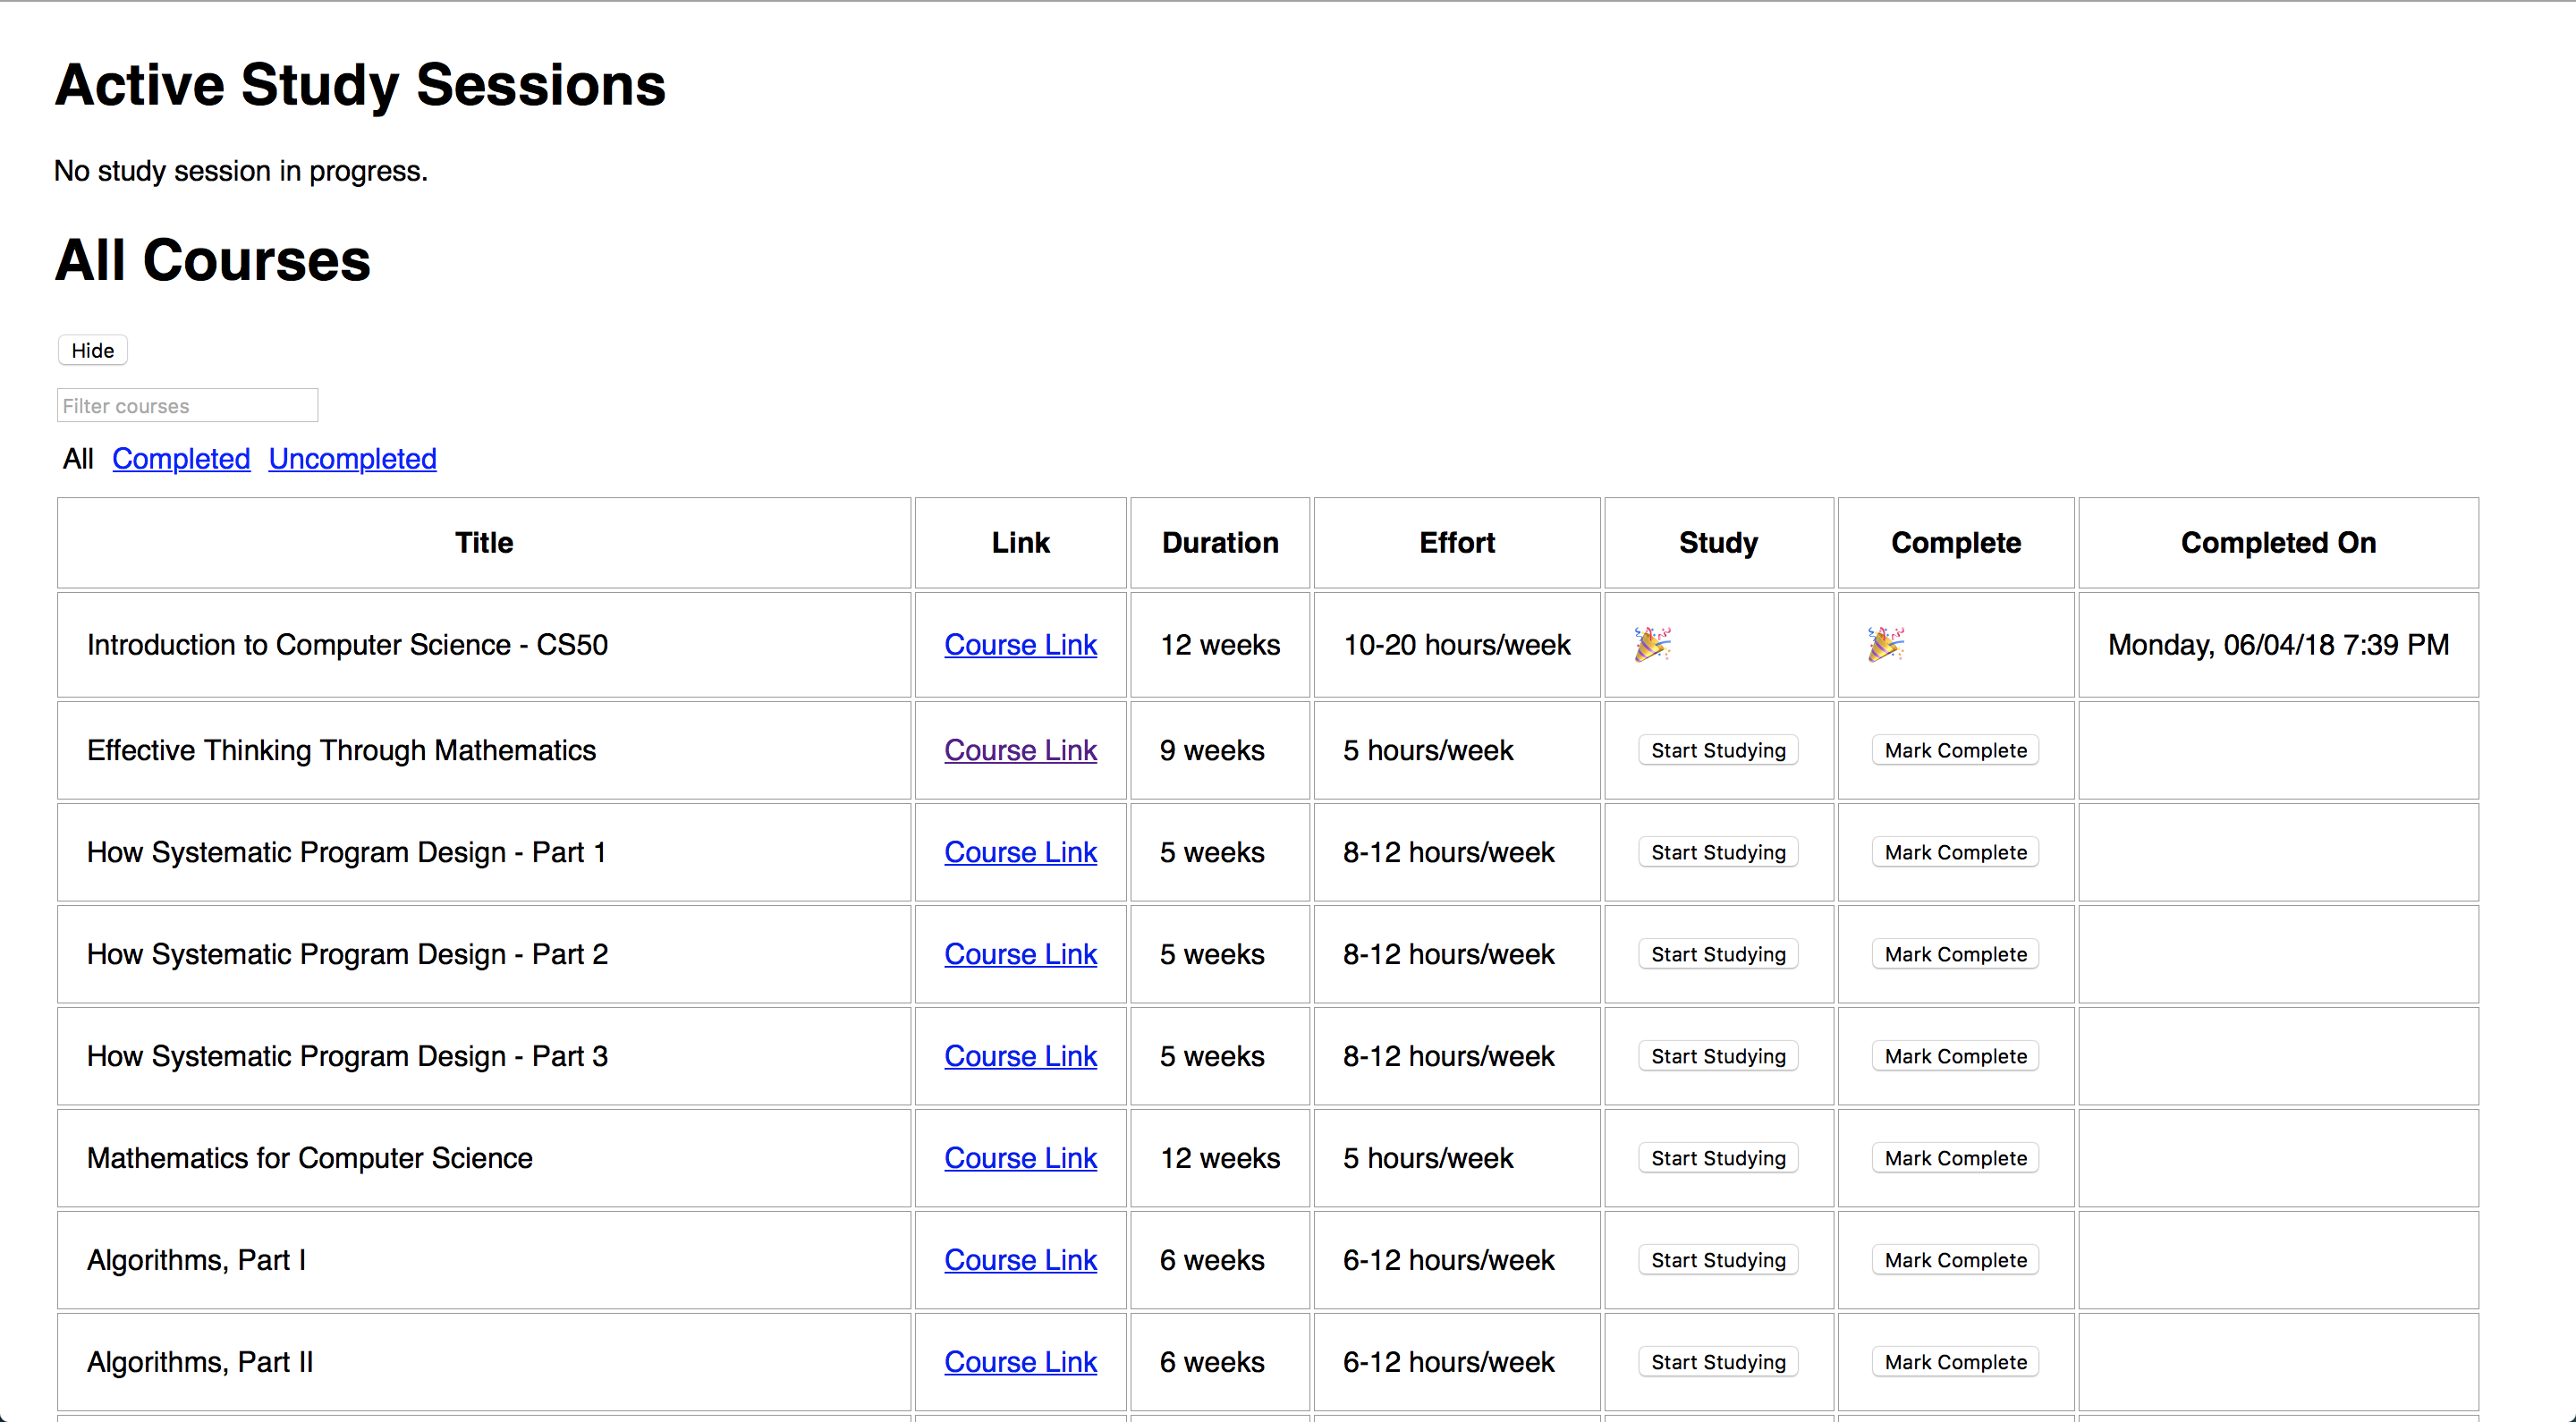 Active Study Sessions
No study session in progress.
All Courses
Hide
Filter courses
All Completed Uncompleted
Title Link Duration Effort Study Complete Completed On
Introduction to Computer Science - CS50 Course Link 12 weeks 10-20 hours/week 🎉 🎉 Monday, 06/04/18 7:39 PM
Effective Thinking Through Mathematics Course Link 9 weeks 5 hours/week Start Studying Mark Complete
How Systematic Program Design - Part 1 Course Link 5 weeks 8-12 hours/week Start Studying Mark Complete
How Systematic Program Design - Part 2 Course Link 5 weeks 8-12 hours/week Start Studying Mark Complete
How Systematic Program Design - Part 3 Course Link 5 weeks 8-12 hours/week Start Studying Mark Complete
Mathematics for Computer Science Course Link 12 weeks 5 hours/week Start Studying Mark Complete
Algorithms, Part I Course Link 6 weeks 6-12 hours/week Start Studying Mark Complete
Algorithms, Part II Course Link 6 weeks 6-12 hours/week Start Studying Mark Complete